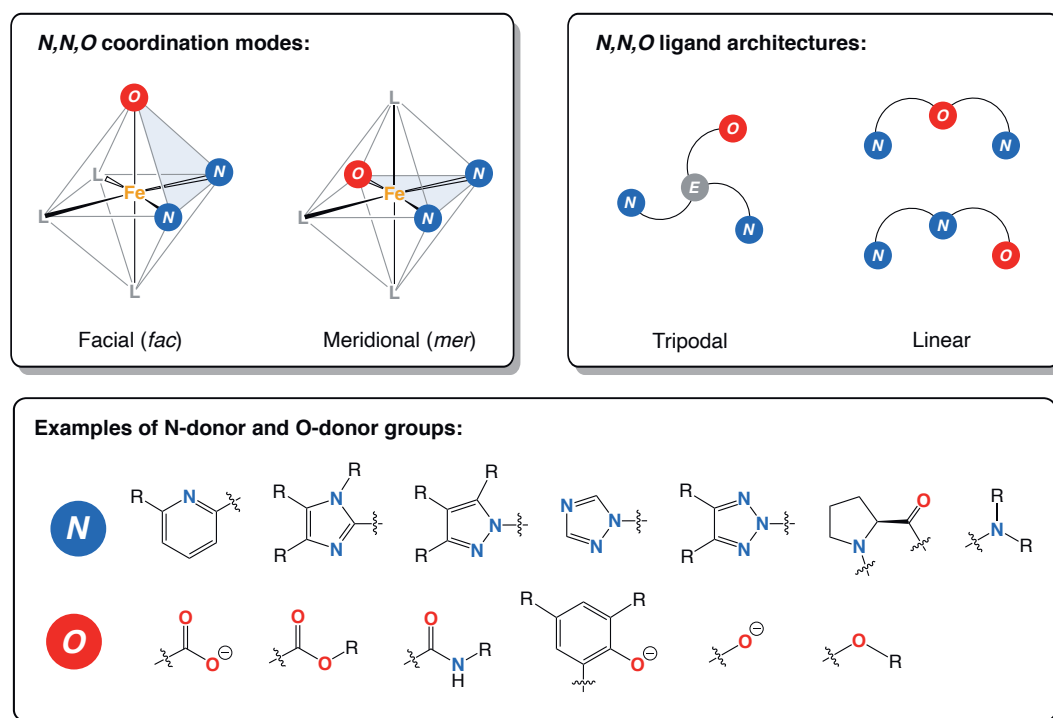 N,N,O coordination modes:
O
L
N
Fe
L
N
L
Facial (fac)
L
O
N
Fe
L
N
L
Meridional (mer)
N,N,O ligand architectures:
O
E
N
N
Tripodal
O
N
N
N
N
O
Linear
Examples of N-donor and O-donor groups:
N
R
N
R
R
N
R
N
R
R
R
N
N
N
N
N
R
R
N
N
N
O
N
R
N
R
O
O
O⊖
O
O
R
O
N
H
R
R
R
O⊖
O⊖
O
R